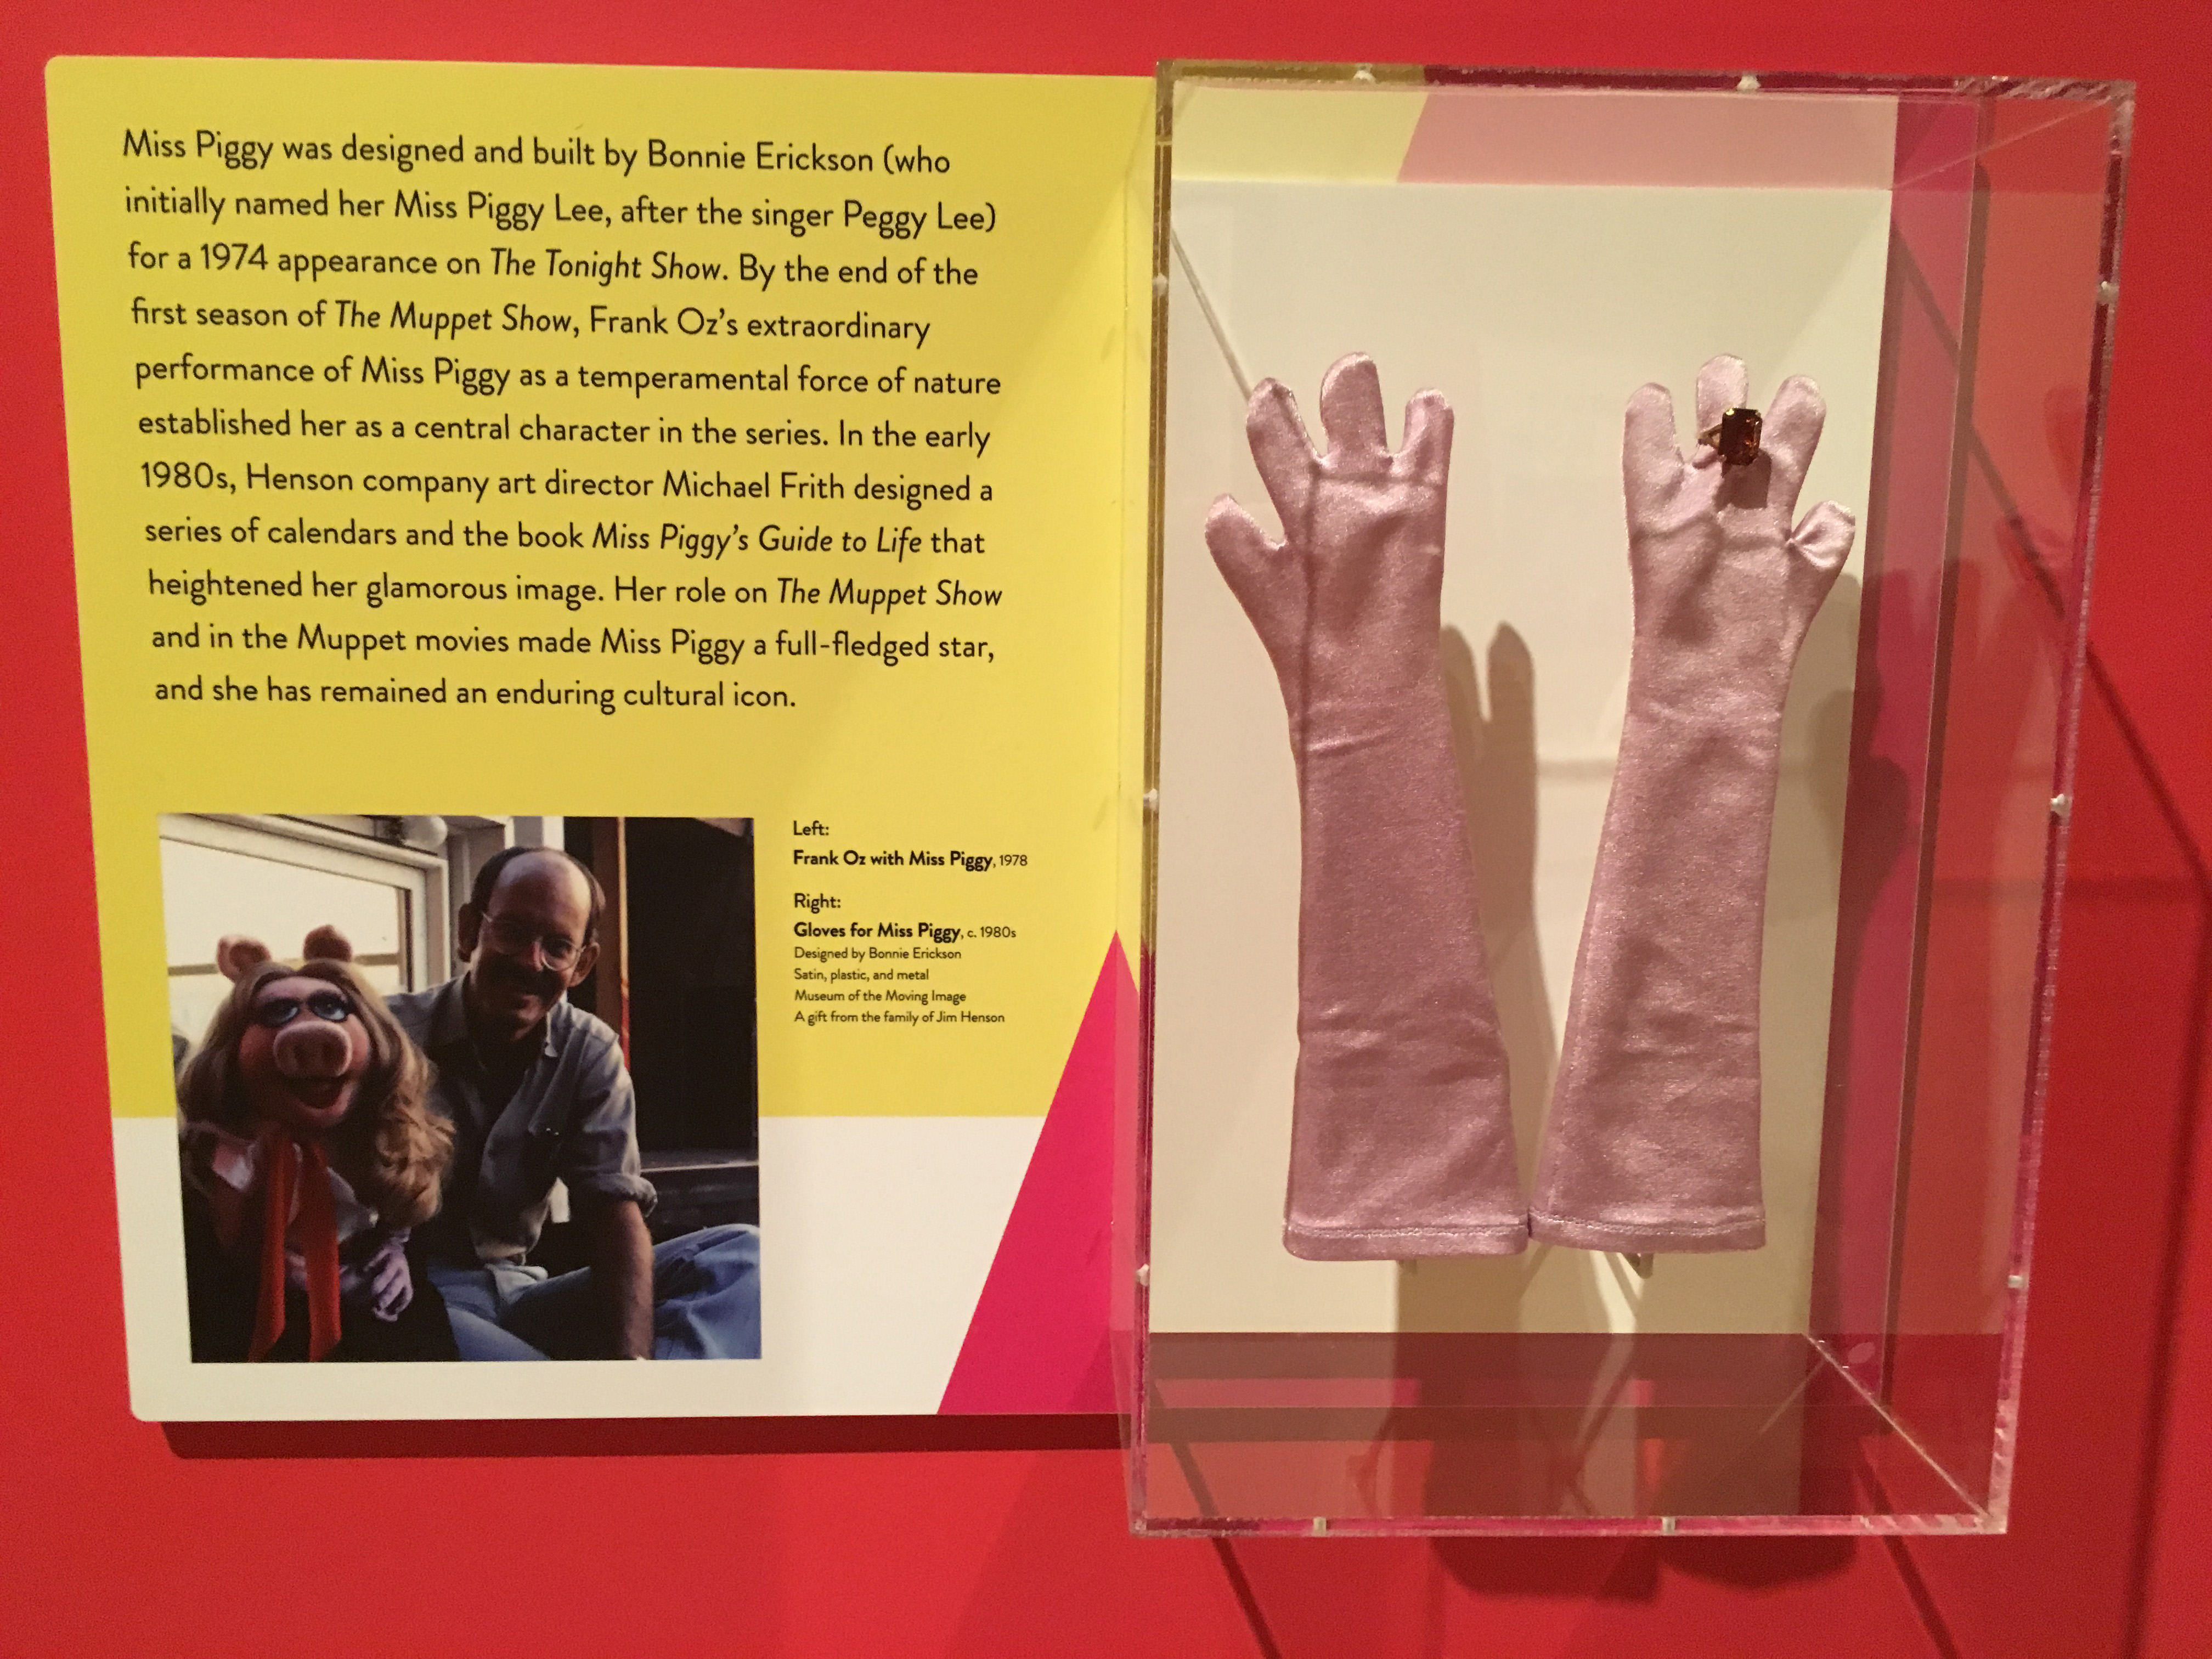 Miss Piggy was designed and built by Bonnie Erickson (who
initially named her Miss Piggy Lee, after the singer Peggy Lee)
for a 1974 appearance on The Tonight Show. By the end of the
first season of The Muppet Show, Frank Oz’s extraordinary
performance of Miss Piggy as a temperamental force of nature
established her as a central character in the series. In the early
1980s, Henson company art director Michael Frith designed a
series of calendars and the book Miss Piggy’s Guide to Life that
heightened her glamorous image. Her role on The Muppet Show
and in the Muppet movies made Miss Piggy a full-fledged star,
and she has remained an enduring cultural icon.
Left:
Frank Oz with Miss Piggy, 1978
Right:
Gloves for Miss Piggy, c. 1980s
Designed by Bonnie Erickson
Satin, plastic, and metal
Museum of the Moving Image
A gift from the family of Jim Henson